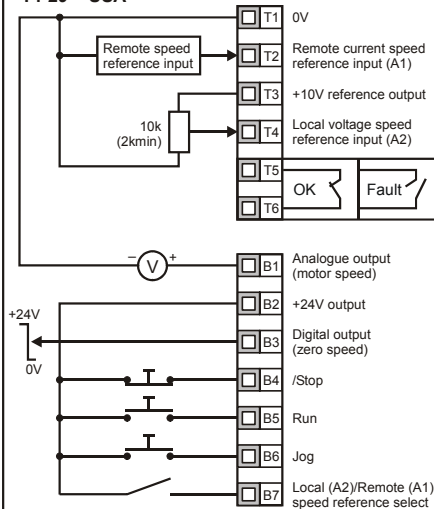 USA
T1 0V
Remote speed
reference input
T2 Remote current speed
reference input (A1)
T3 +10V reference output
10k
(2kmin)
T4 Local voltage speed
reference input (A2)
T5
OK
Fault
T6
– V +
B1 Analogue output
(motor speed)
B2 +24V output
+24V
0V
B3 Digital output
(zero speed)
B4 /Stop
B5 Run
B6 Jog
B7 Local (A2)/Remote (A1)
speed reference select